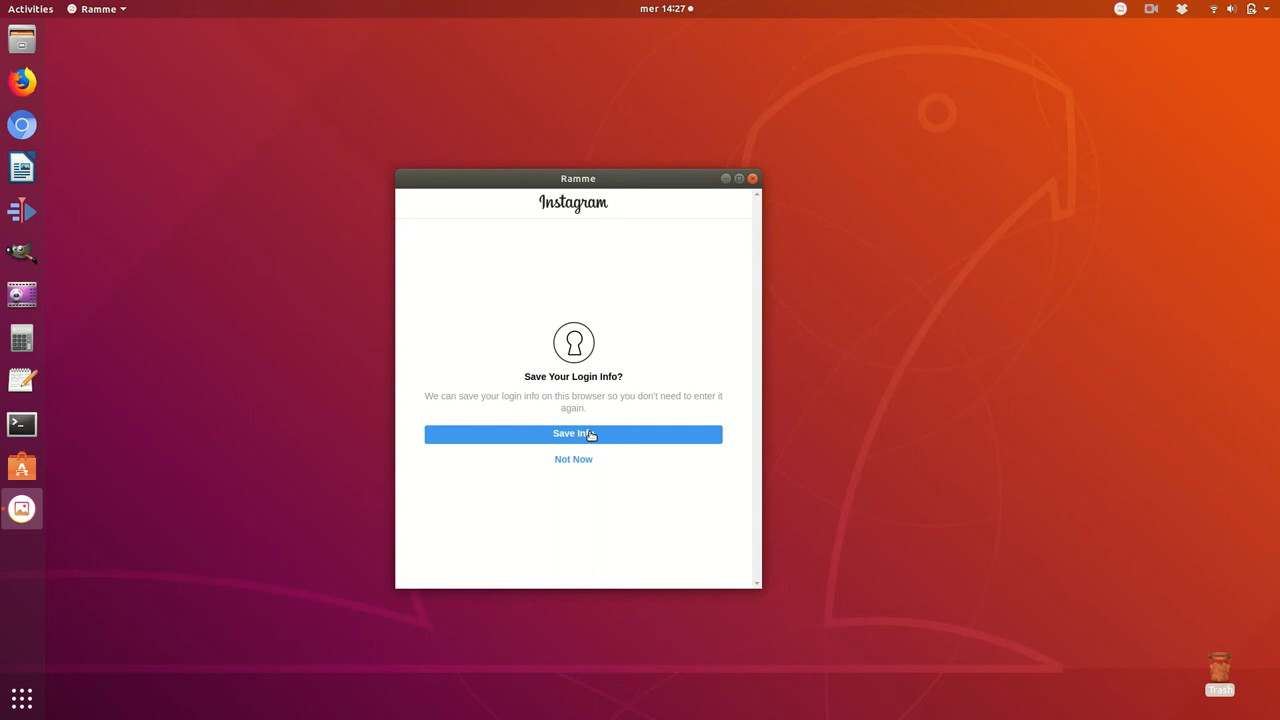 Activities
Ramme
mer 14:27
Ramme
Instagram
Save Your Login Info?
We can save your login info on this browser so you don't need to enter it
again.
Save Info
Not Now
Trash